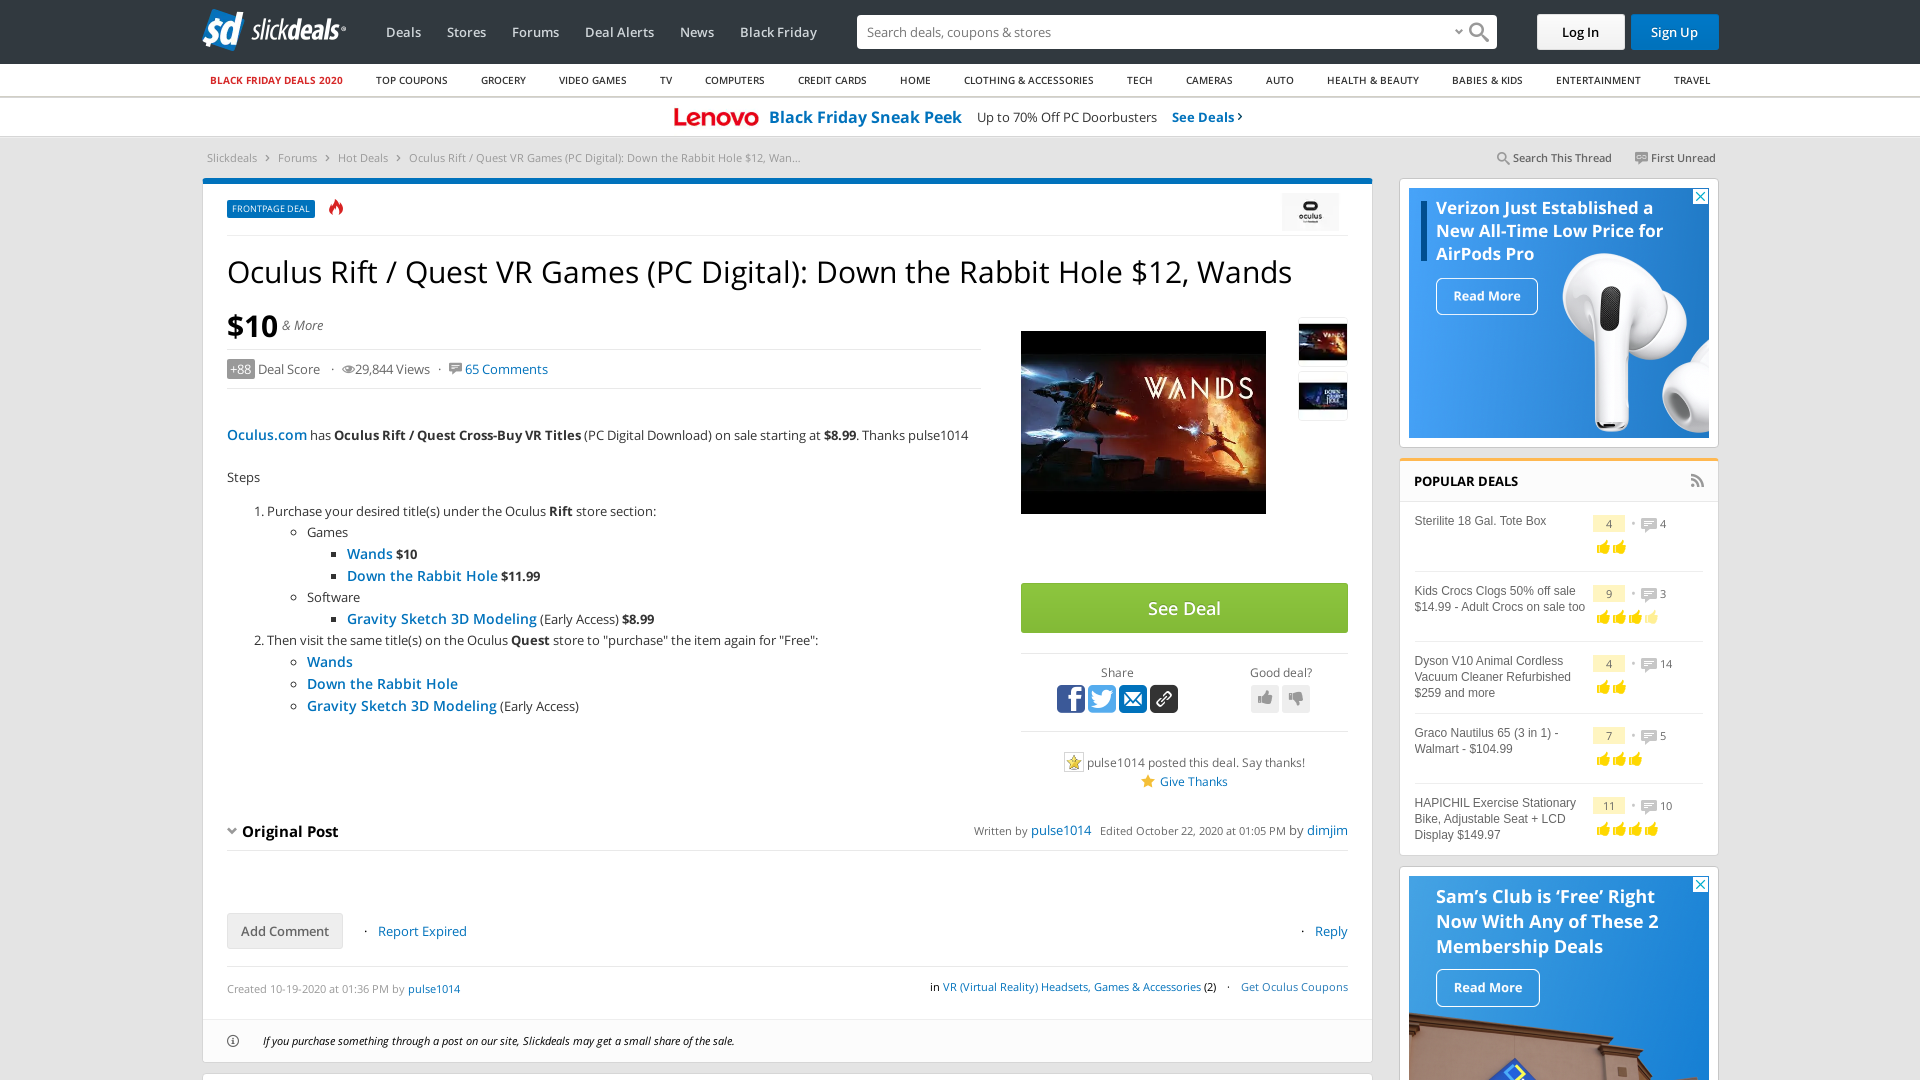 slickdeals
Deals
Stores
Forums
Deal Alerts
News
Black Friday
Search deals, coupons & stores
Log In
Sign Up
BLACK FRIDAY DEALS 2020
TOP COUPONS
GROCERY
VIDEO GAMES
TV
COMPUTERS
CREDIT CARDS
HOME
CLOTHING & ACCESSORIES
TECH
CAMERAS
AUTO
HEALTH & BEAUTY
BABIES & KIDS
ENTERTAINMENT
TRAVEL
Lenovo Black Friday Sneak Peek Up to 70% Off PC Doorbusters See Deals ›
Slickdeals › Forums › Hot Deals › Oculus Rift / Quest VR Games (PC Digital): Down the Rabbit Hole $12, Wan...
Search This Thread
First Unread
FRONTPAGE DEAL
oculus
Oculus Rift / Quest VR Games (PC Digital): Down the Rabbit Hole $12, Wands
$10 & More
+88 Deal Score · 29,844 Views · 65 Comments
Oculus.com has Oculus Rift / Quest Cross-Buy VR Titles (PC Digital Download) on sale starting at $8.99. Thanks pulse1014
Steps
1. Purchase your desired title(s) under the Oculus Rift store section:
Games
Wands $10
Down the Rabbit Hole $11.99
Software
Gravity Sketch 3D Modeling (Early Access) $8.99
2. Then visit the same title(s) on the Oculus Quest store to "purchase" the item again for "Free":
Wands
Down the Rabbit Hole
Gravity Sketch 3D Modeling (Early Access)
WANDS
WANDS
See Deal
Share
Good deal?
pulse1014 posted this deal. Say thanks!
Give Thanks
Original Post
Written by pulse1014 Edited October 22, 2020 at 01:05 PM by dimjim
Add Comment
· Report Expired
· Reply
Created 10-19-2020 at 01:36 PM by pulse1014
in VR (Virtual Reality) Headsets, Games & Accessories (2) · Get Oculus Coupons
If you purchase something through a post on our site, Slickdeals may get a small share of the sale.
Verizon Just Established a
New All-Time Low Price for
AirPods Pro
Read More
POPULAR DEALS
Sterilite 18 Gal. Tote Box
4 • 4
Kids Crocs Clogs 50% off sale
$14.99 - Adult Crocs on sale too
9 • 3
Dyson V10 Animal Cordless
Vacuum Cleaner Refurbished
$259 and more
4 • 14
Graco Nautilus 65 (3 in 1) -
Walmart - $104.99
7 • 5
HAPICHIL Exercise Stationary
Bike, Adjustable Seat + LCD
Display $149.97
11 • 10
Sam's Club is 'Free' Right
Now With Any of These 2
Membership Deals
Read More